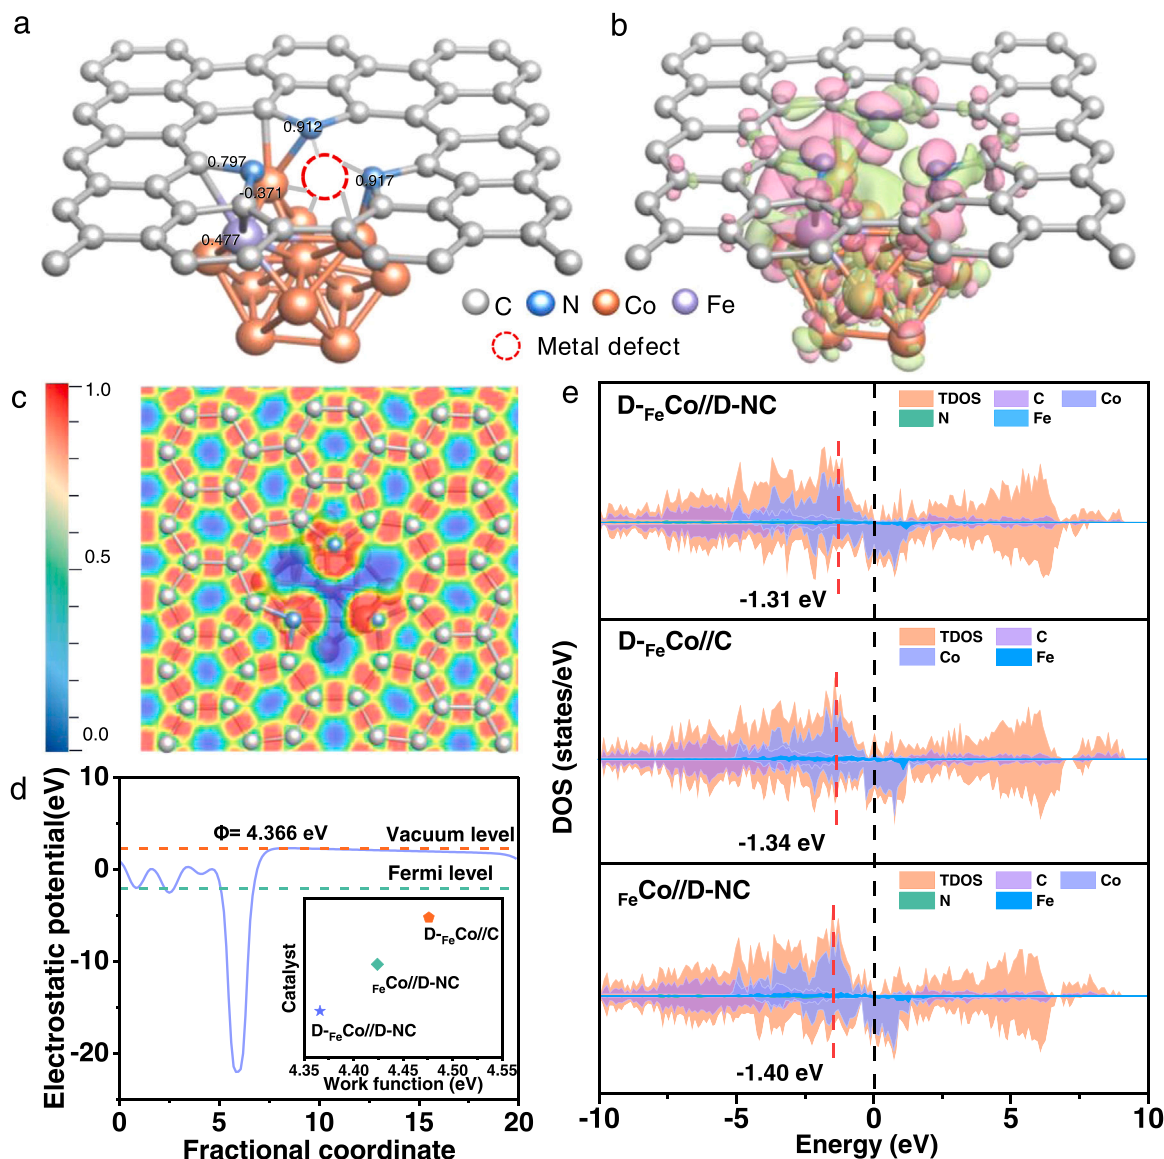 a
b
0.912
0.797
-0.371
0.917
0.477
C N Co Fe
Metal defect
c
1.0
0.5
0.0
d
Electrostatic potential(eV)
10
0
-10
-20
Φ= 4.366 eV
Vacuum level
Fermi level
Catalyst
D-FeCo//C
FeCo//D-NC
D-FeCo//D-NC
4.35 4.40 4.45 4.50 4.55
Work function (eV)
0 5 10 15 20
Fractional coordinate
e
DOS (states/eV)
D-FeCo//D-NC
TDOS C Co
N Fe
-1.31 eV
D-FeCo//C
TDOS C
Co Fe
-1.34 eV
FeCo//D-NC
TDOS C Co
N Fe
-1.40 eV
-10 -5 0 5 10
Energy (eV)